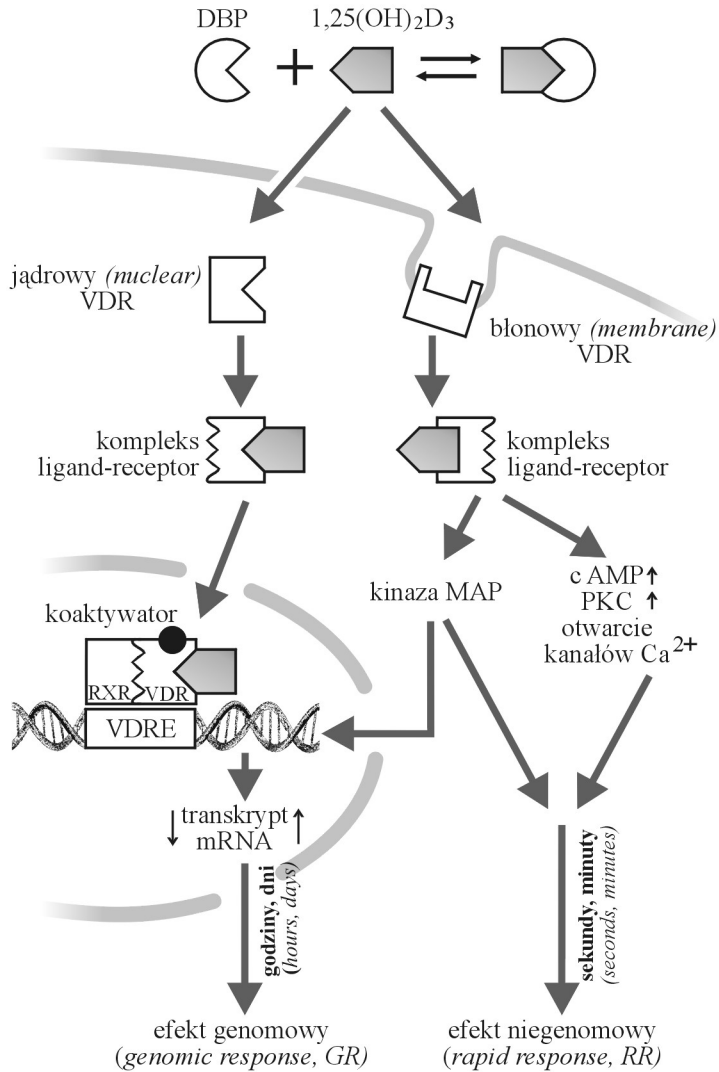 DBP
1,25(OH)₂D₃
jądrowy (nuclear)
VDR
błonowy (membrane)
VDR
kompleks
ligand-receptor
kompleks
ligand-receptor
kinaza MAP
c AMP↑
PKC ↑
otwarcie
kanałów Ca²⁺
koaktywator
RXR VDR
VDRE
↓ transkrypt ↑
mRNA
godziny, dni
(hours, days)
sekundy, minuty
(seconds, minutes)
efekt genomowy
(genomic response, GR)
efekt niegenomowy
(rapid response, RR)